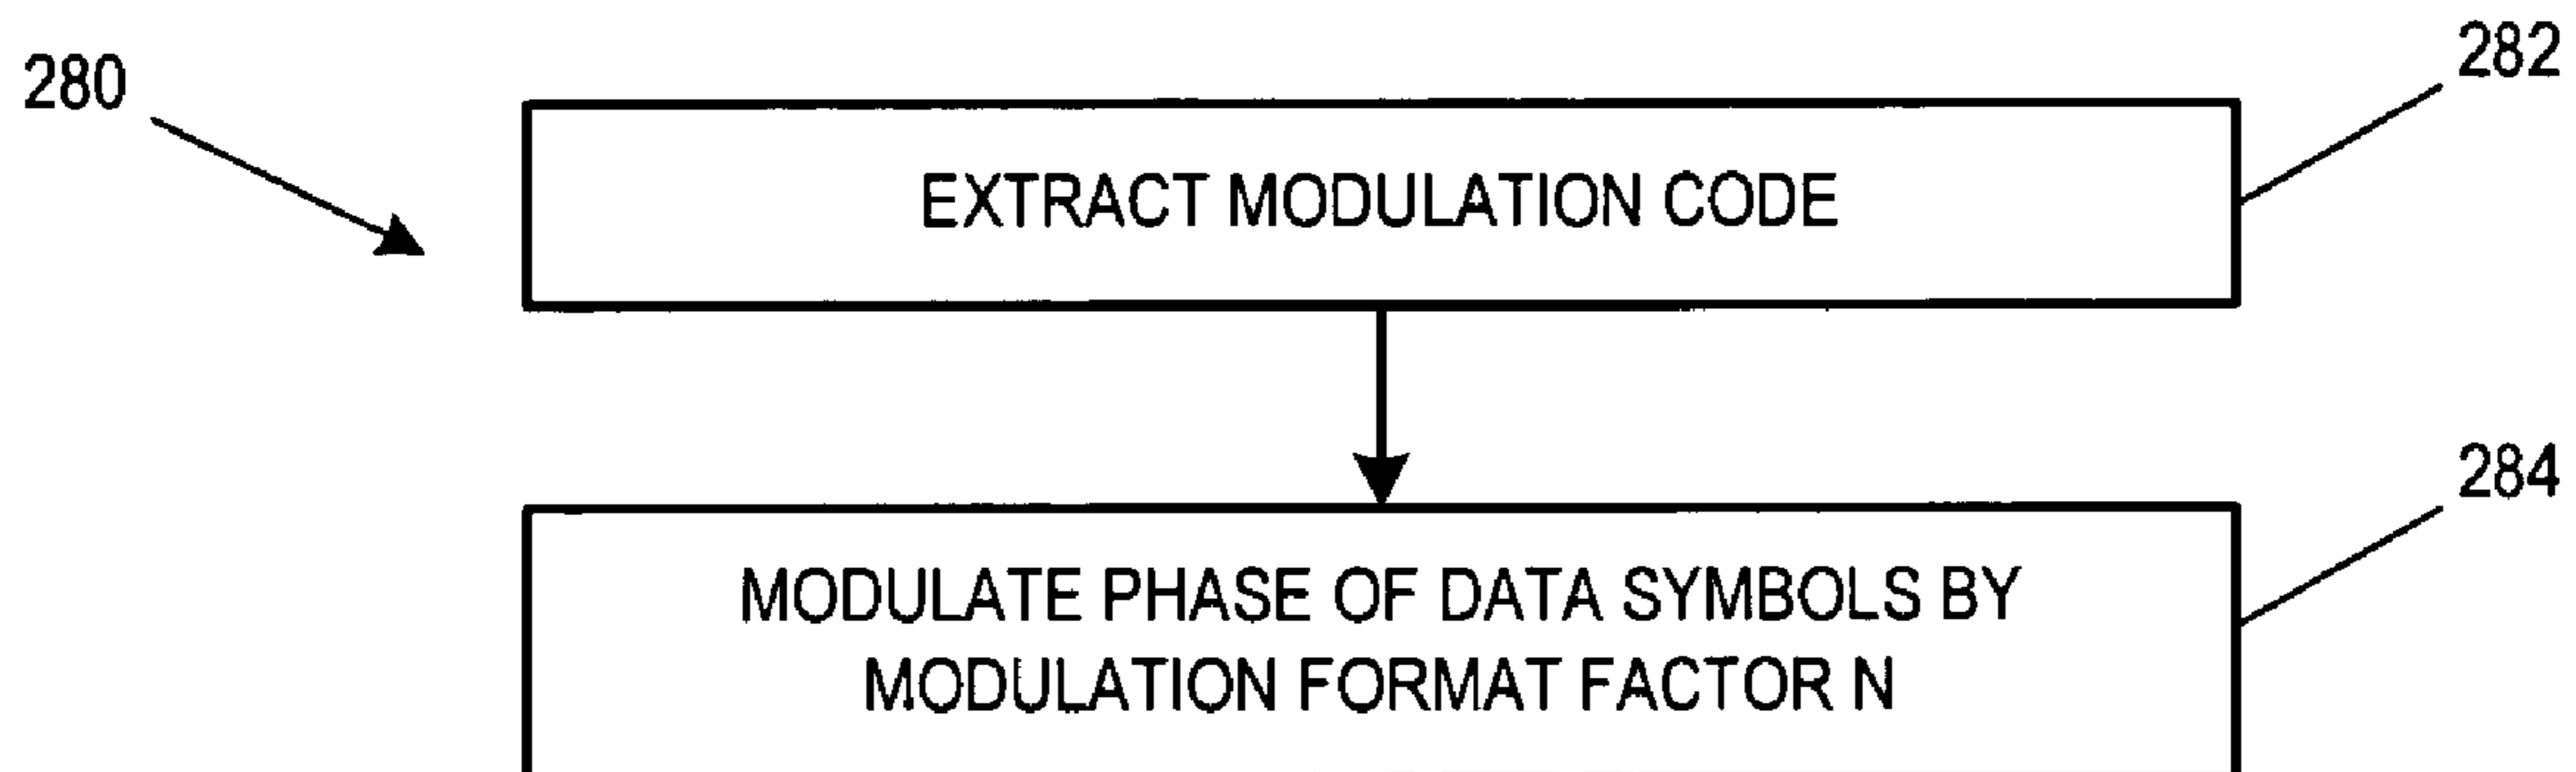 280
282
EXTRACT MODULATION CODE
284
MODULATE PHASE OF DATA SYMBOLS BY
MODULATION FORMAT FACTOR N